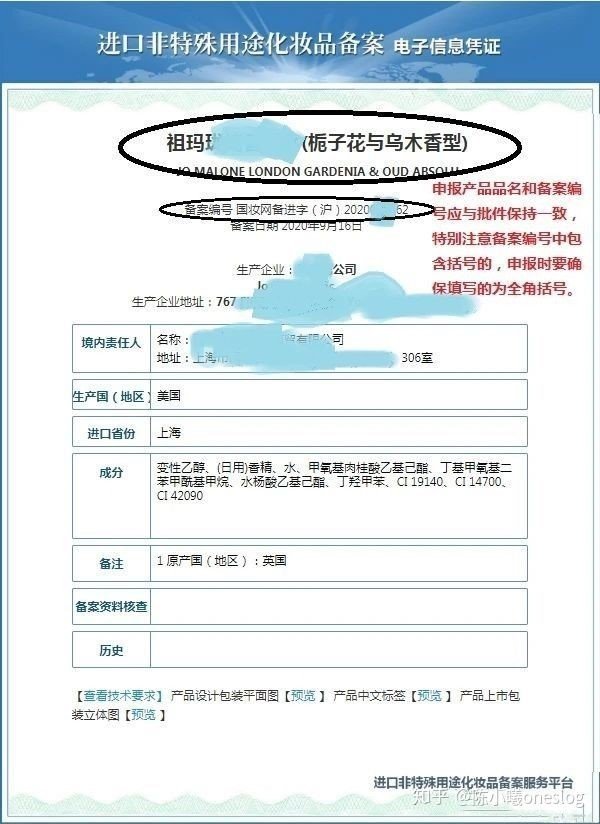 进口非特殊用途化妆品备案 电子信息凭证
祖玛 (栀子花与乌木香型)
JO MALONE LONDON GARDENIA & OUD ABSOLU
申报产品品名和备案编
号应与批件保持一致，
特别注意备案编号中包
含括号的，申报时要确
保填写的为全角括号。
备案编号 国妆网备进字（沪）2020 62
备案日期 2020年9月16日
生产企业： 公司
生产企业地址：767
境内责任人
名称： 有限公司
地址：上海市 306室
生产国（地区） 美国
进口省份 上海
成分
变性乙醇、(日用)香精、水、甲氧基肉桂酸乙基己酯、丁基甲氧基二
苯甲酰基甲烷、水杨酸乙基己酯、丁羟甲苯、CI 19140、CI 14700、
CI 42090
备注 1 原产国（地区）：英国
备案资料核查
历史
【查看技术要求】 产品设计包装平面图【预览 】 产品中文标签【预览 】 产品上市包
装立体图【预览 】
进口非特殊用途化妆品备案服务平台
知乎 @陈小曦oneslog